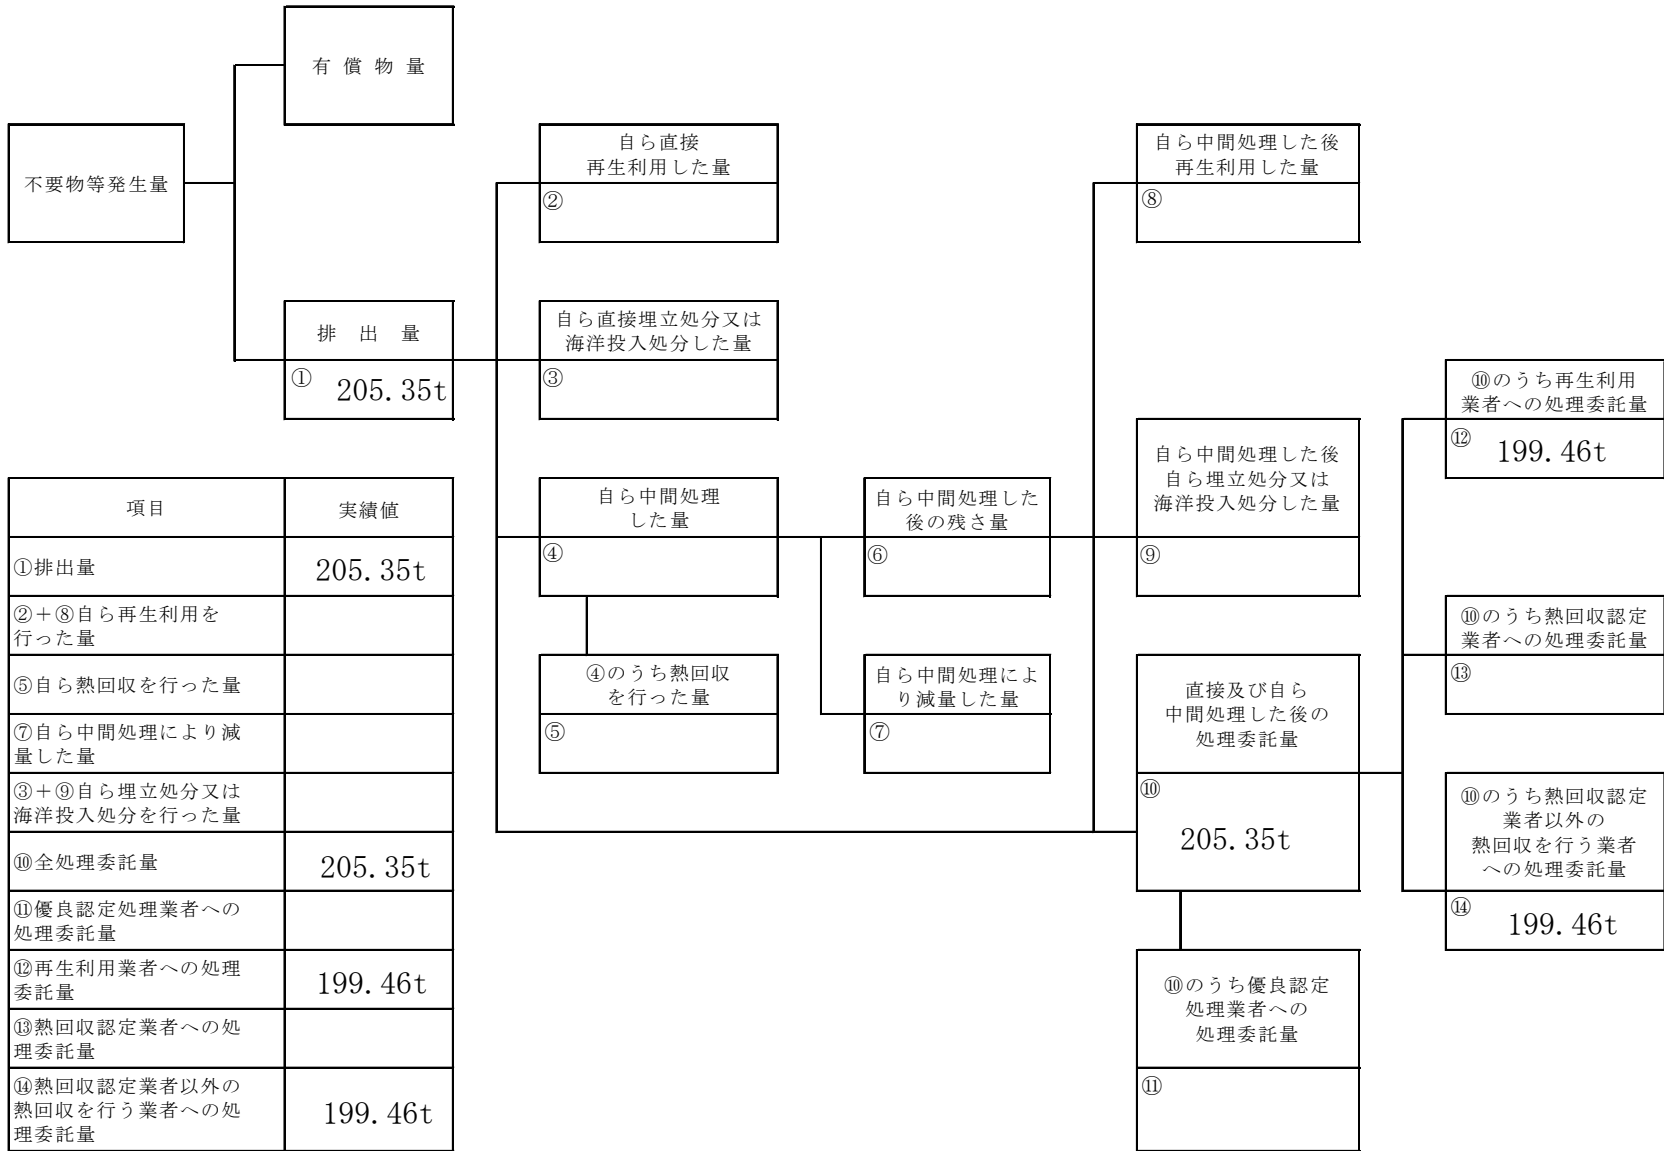 有償物量
不要物等発生量
排出量
① 205.35t
自ら直接
再生利用した量
②
自ら直接埋立処分又は
海洋投入処分した量
③
自ら中間処理
した量
④
④のうち熱回収
を行った量
⑤
自ら中間処理した
後の残さ量
⑥
自ら中間処理によ
り減量した量
⑦
自ら中間処理した後
再生利用した量
⑧
自ら中間処理した後
自ら埋立処分又は
海洋投入処分した量
⑨
直接及び自ら
中間処理した後の
処理委託量
⑩
205.35t
⑩のうち優良認定
処理業者への
処理委託量
⑪
⑩のうち再生利用
業者への処理委託量
⑫ 199.46t
⑩のうち熱回収認定
業者への処理委託量
⑬
⑩のうち熱回収認定
業者以外の
熱回収を行う業者
への処理委託量
⑭ 199.46t
項目 実績値
①排出量 205.35t
②＋⑧自ら再生利用を
行った量
⑤自ら熱回収を行った量
⑦自ら中間処理により減
量した量
③＋⑨自ら埋立処分又は
海洋投入処分を行った量
⑩全処理委託量 205.35t
⑪優良認定処理業者への
処理委託量
⑫再生利用業者への処理
委託量 199.46t
⑬熱回収認定業者への処
理委託量
⑭熱回収認定業者以外の
熱回収を行う業者への処
理委託量 199.46t